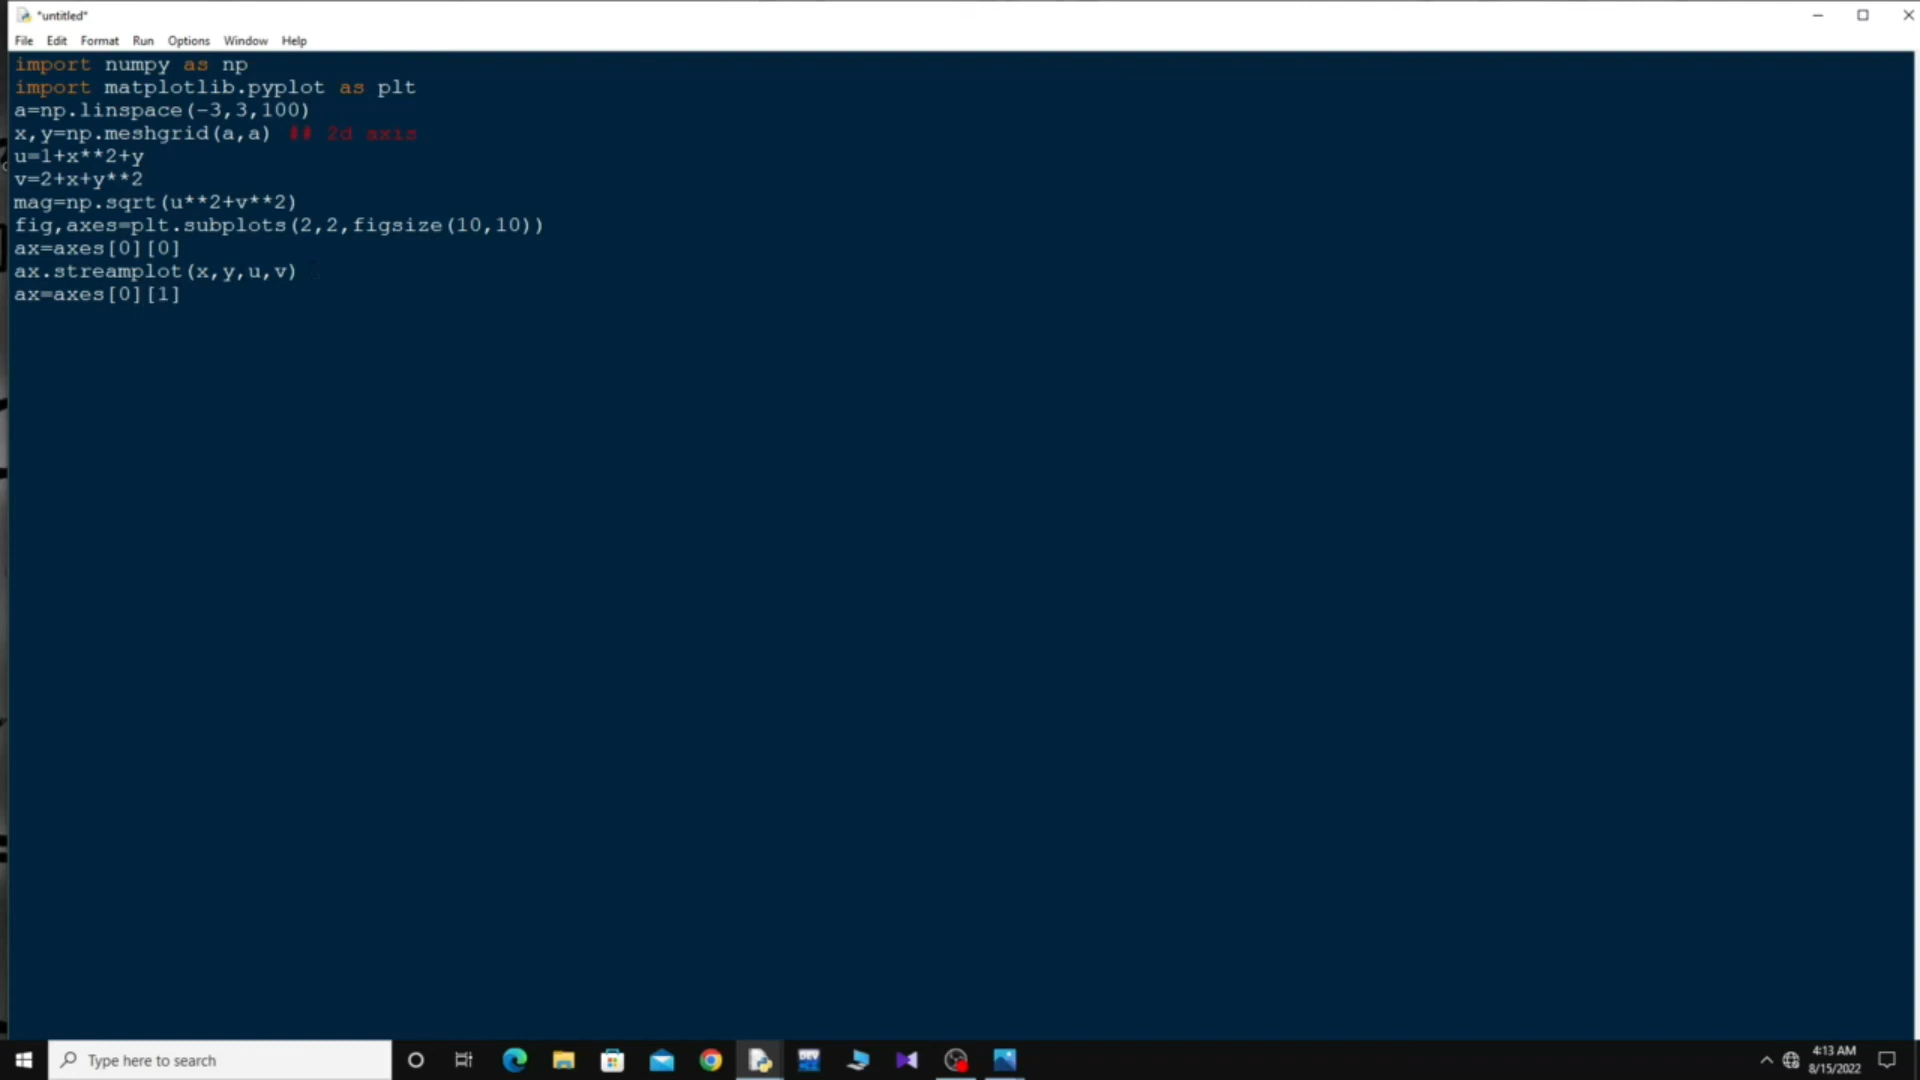 *untitled*
File Edit Format Run Options Window Help
import numpy as np
import matplotlib.pyplot as plt
a=np.linspace(-3,3,100)
x,y=np.meshgrid(a,a) ## 2d axis
u=1+x**2+y
v=2+x+y**2
mag=np.sqrt(u**2+v**2)
fig,axes=plt.subplots(2,2,figsize(10,10))
ax=axes[0][0]
ax.streamplot(x,y,u,v)
ax=axes[0][1]
Type here to search
DEV
4:13 AM
8/15/2022